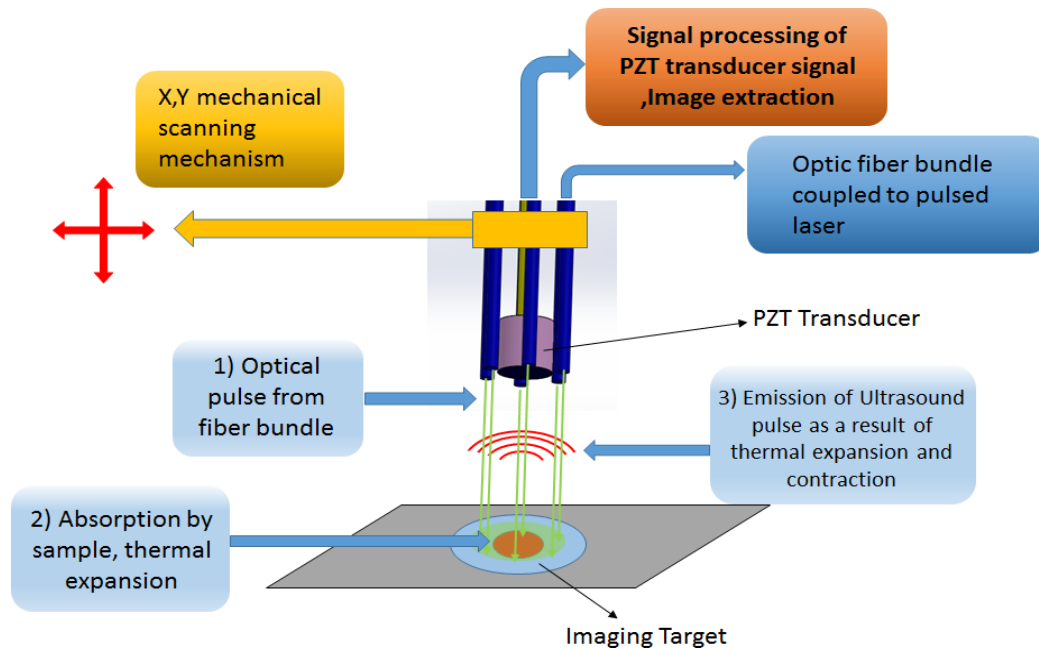 Signal processing of
PZT transducer signal
,Image extraction
X,Y mechanical
scanning
mechanism
Optic fiber bundle
coupled to pulsed
laser
PZT Transducer
1) Optical
pulse from
fiber bundle
3) Emission of Ultrasound
pulse as a result of
thermal expansion and
contraction
2) Absorption by
sample, thermal
expansion
Imaging Target